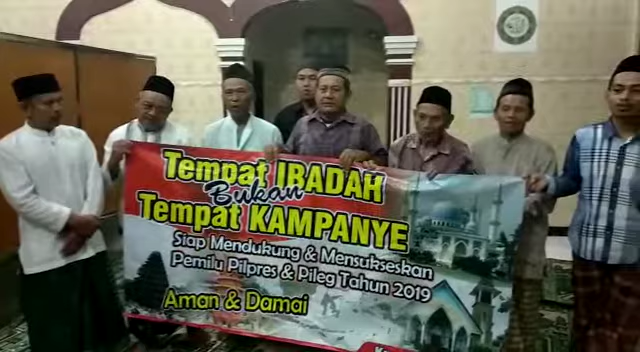 Tempat IBADAH
Bukan
Tempat KAMPANYE
Siap Mendukung & Mensukseskan
Pemilu Pilpres & Pileg Tahun 2019
Aman & Damai